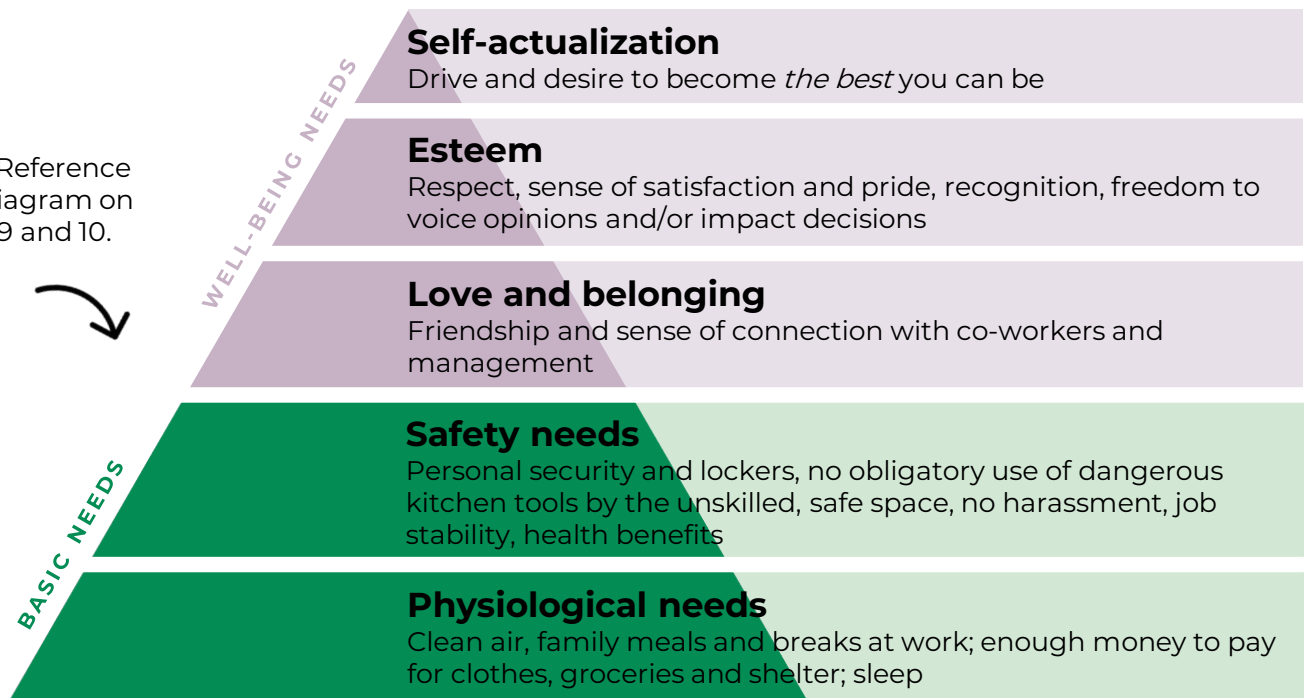 Self-actualization
Drive and desire to become the best you can be
WELL-BEING NEEDS
Esteem
Respect, sense of satisfaction and pride, recognition, freedom to
voice opinions and/or impact decisions
Reference
iagram on
9 and 10.
Love and belonging
Friendship and sense of connection with co-workers and
management
Safety needs
Personal security and lockers, no obligatory use of dangerous
kitchen tools by the unskilled, safe space, no harassment, job
stability, health benefits
BASIC NEEDS
Physiological needs
Clean air, family meals and breaks at work; enough money to pay
for clothes, groceries and shelter; sleep